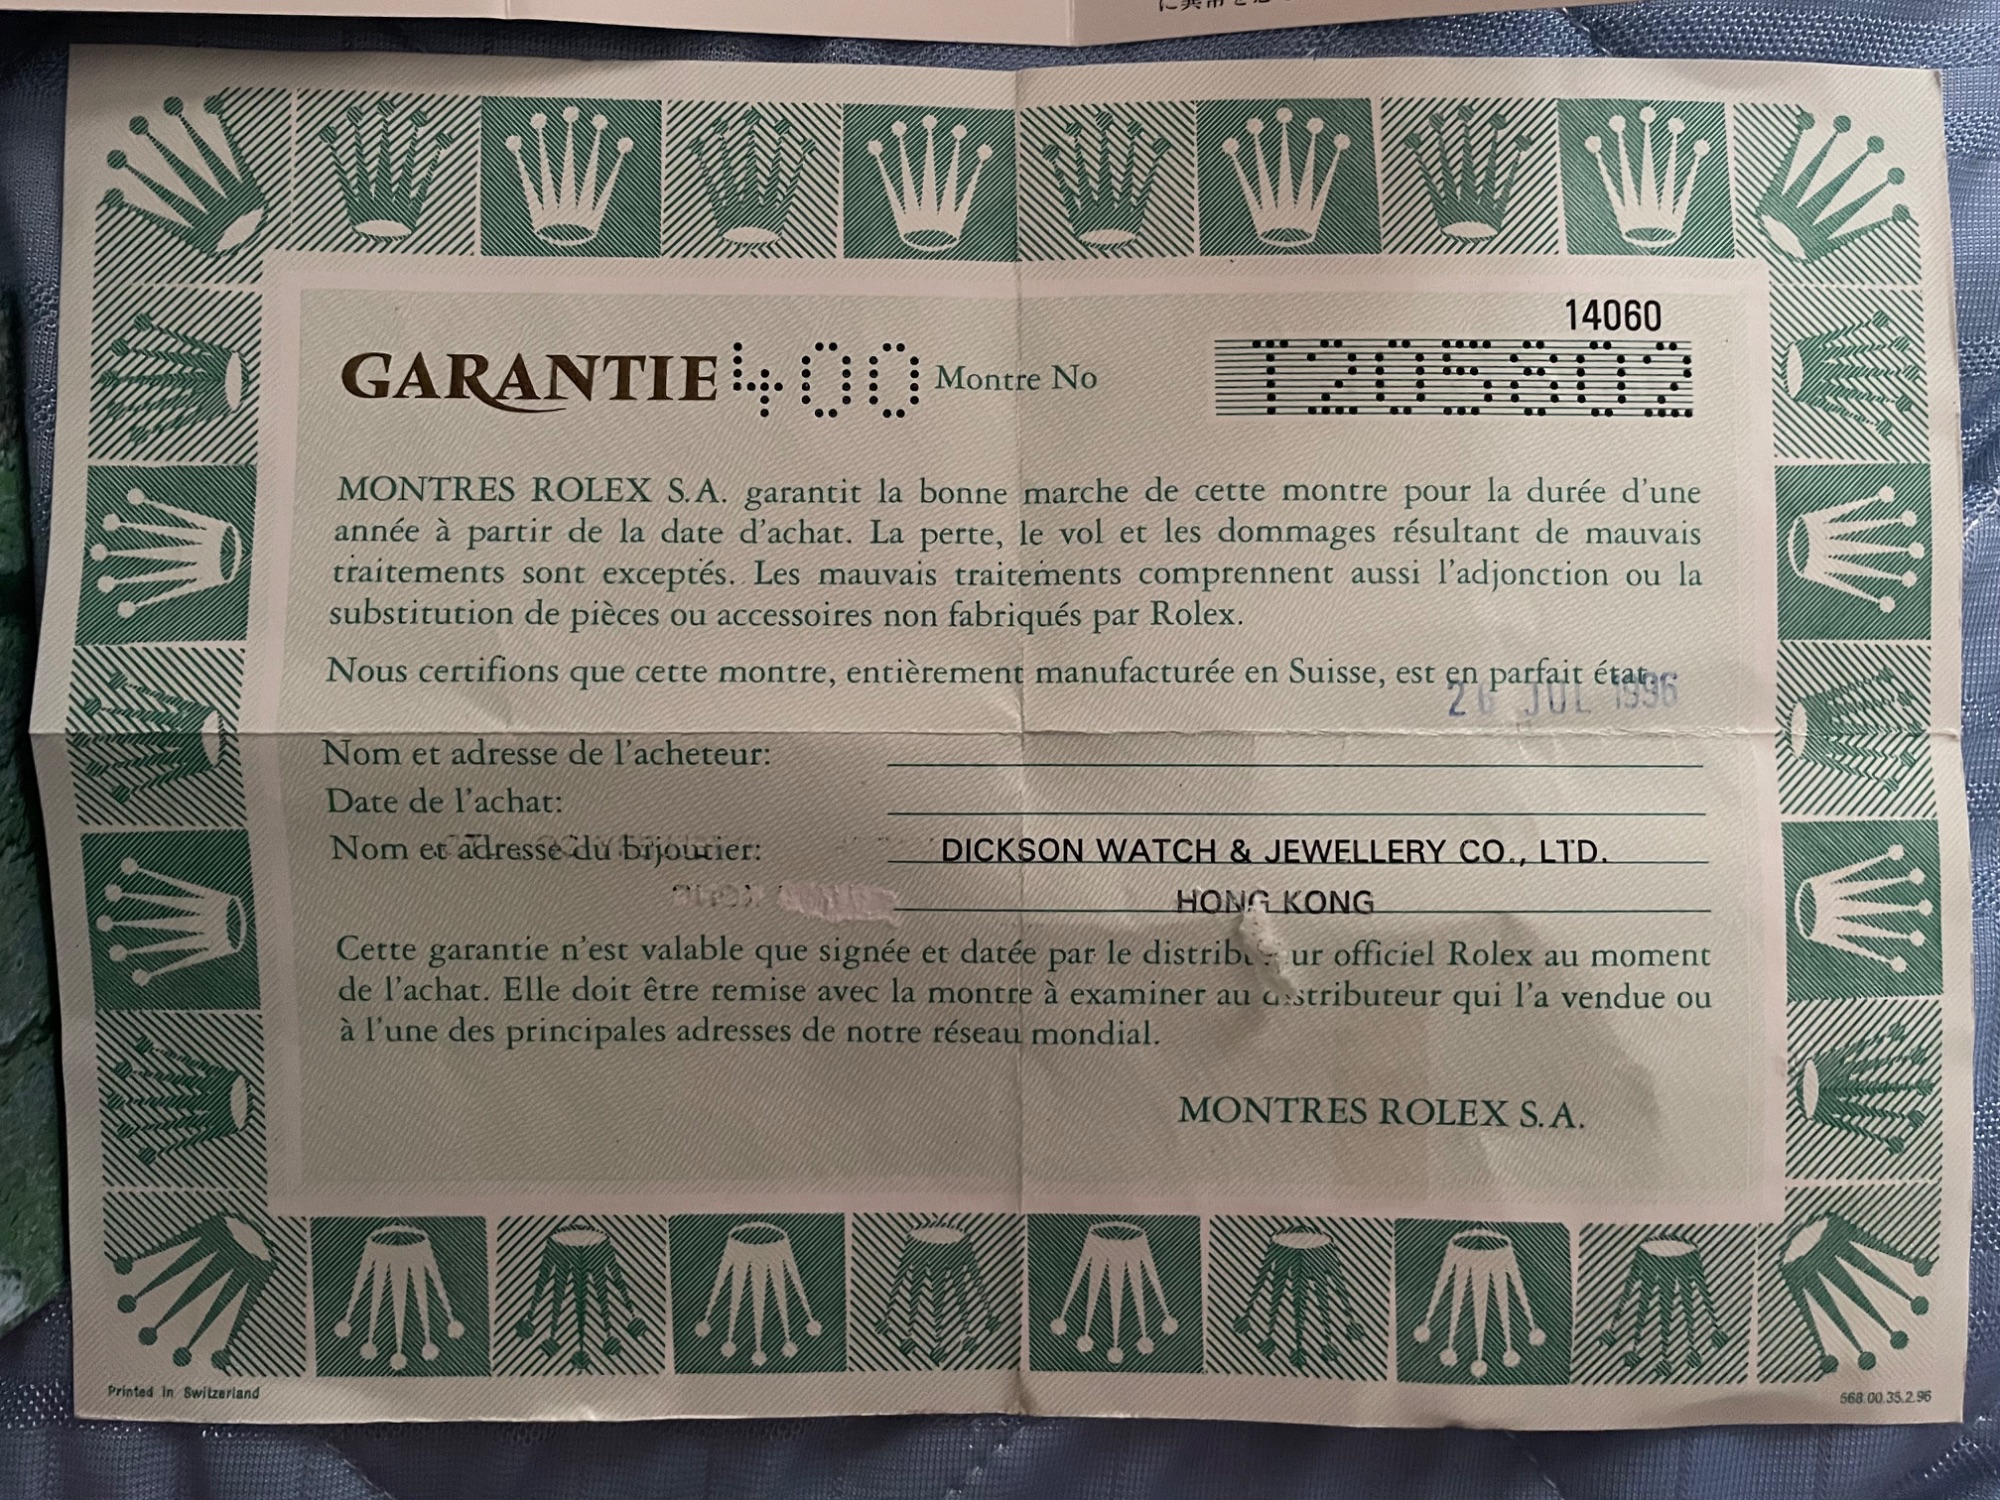 14060
GARANTIE 400 Montre No T205802
MONTRES ROLEX S.A. garantit la bonne marche de cette montre pour la durée d'une
année à partir de la date d'achat. La perte, le vol et les dommages résultant de mauvais
traitements sont exceptés. Les mauvais traitements comprennent aussi l'adjonction ou la
substitution de pièces ou accessoires non fabriqués par Rolex.
Nous certifions que cette montre, entièrement manufacturée en Suisse, est en parfait état.
JUL 1996
Nom et adresse de l'acheteur:
Date de l'achat:
Nom et adresse du bijoutier: DICKSON WATCH & JEWELLERY CO., LTD.
HONG KONG
Cette garantie n'est valable que signée et datée par le officiel Rolex au moment
de l'achat. Elle doit être remise avec la montre à examiner au distributeur qui l'a vendue ou
à l'une des principales adresses de notre réseau mondial.
MONTRES ROLEX S.A.
Printed in Switzerland
568.00.35.2.96